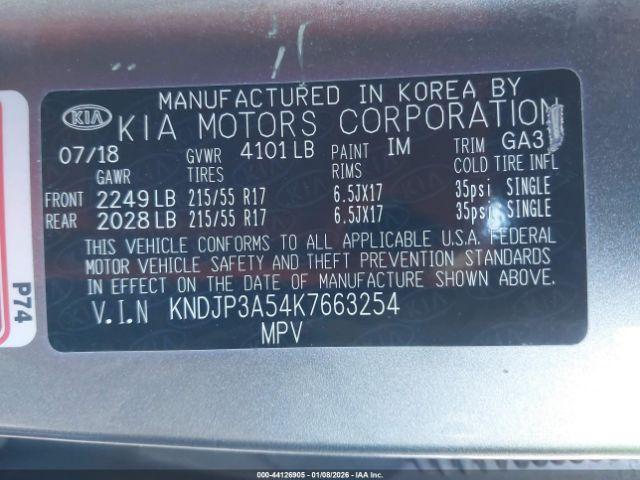 MANUFACTURED IN KOREA BY
KIA KIA MOTORS CORPORATION
07/18 GVWR 4101 LB PAINT IM TRIM GA31
GAWR TIRES RIMS COLD TIRE INFL
FRONT 2249 LB 215/55 R17 6.5JX17 35psi SINGLE
REAR 2028 LB 215/55 R17 6.5JX17 35psi SINGLE
THIS VEHICLE CONFORMS TO ALL APPLICABLE U.S.A. FEDERAL
MOTOR VEHICLE SAFETY AND THEFT PREVENTION STANDARDS
IN EFFECT ON THE DATE OF MANUFACTURE SHOWN ABOVE.
V.I.N KNDJP3A54K7663254
MPV
P74
000-44126905 - 01/08/2026 - IAA Inc.